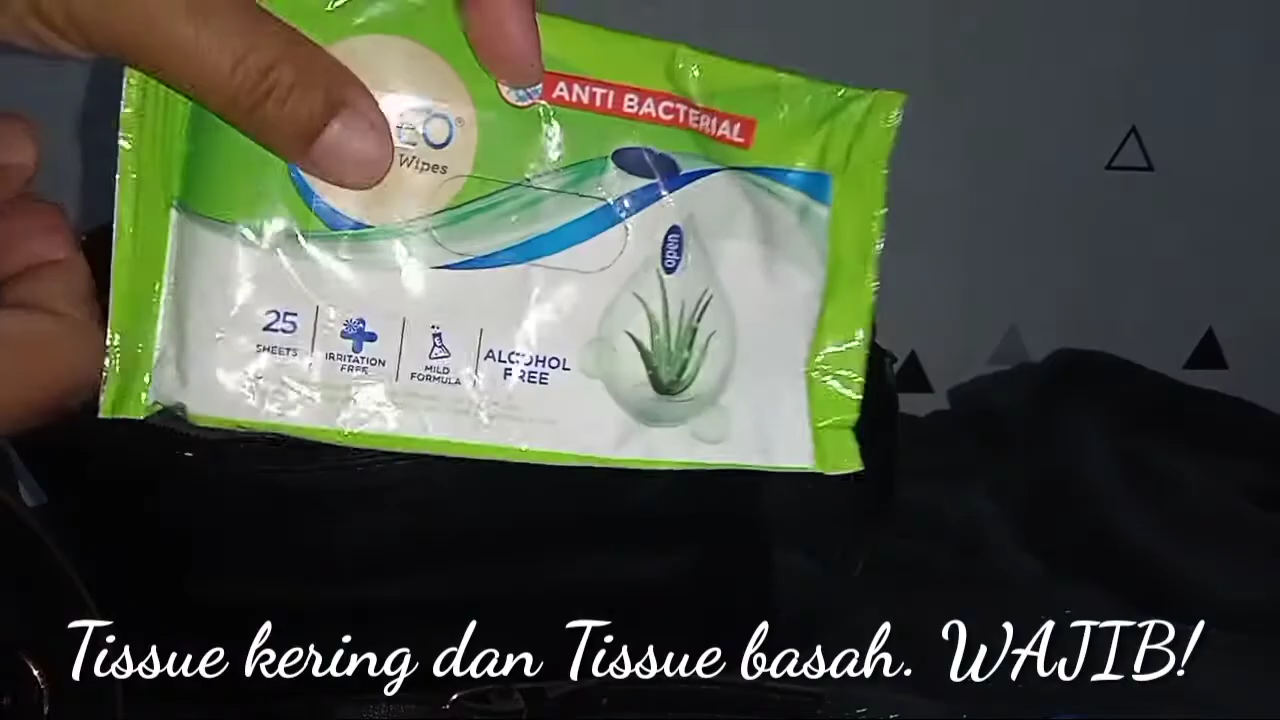 ANTI BACTERIAL
Wipes
open
25
SHEETS
IRRITATION
FREE
MILD
FORMULA
ALCOHOL
FREE
Tissue kering dan Tissue basah. WAJIB!